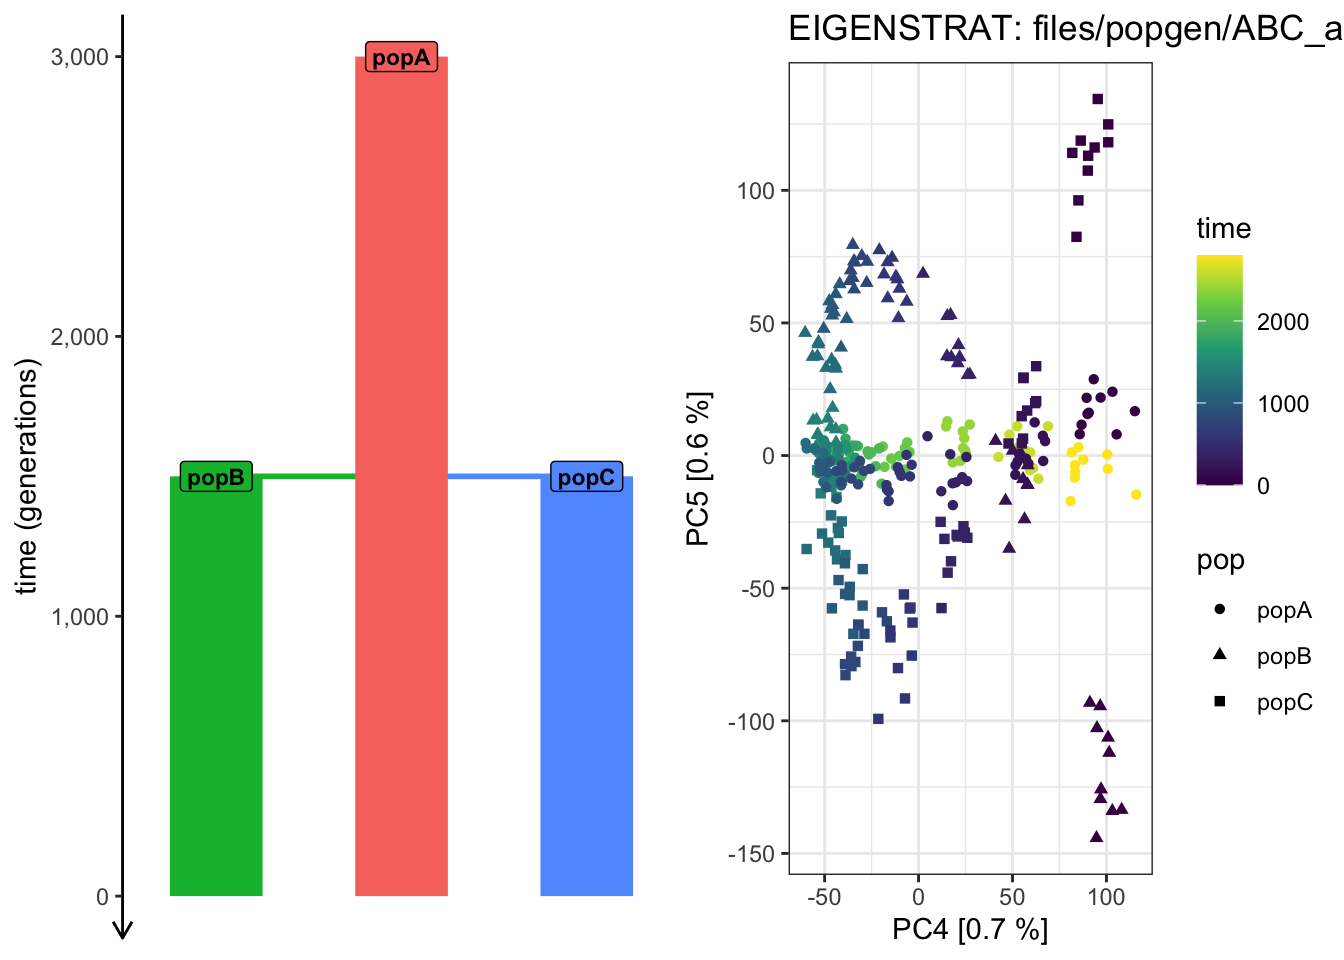 time (generations)
3,000
2,000
1,000
0
popA
popB
popC
EIGENSTRAT: files/popgen/ABC_a
PC5 [0.6 %]
100
50
0
-50
-100
-150
-50
0
50
100
PC4 [0.7 %]
time
2000
1000
0
pop
popA
popB
popC